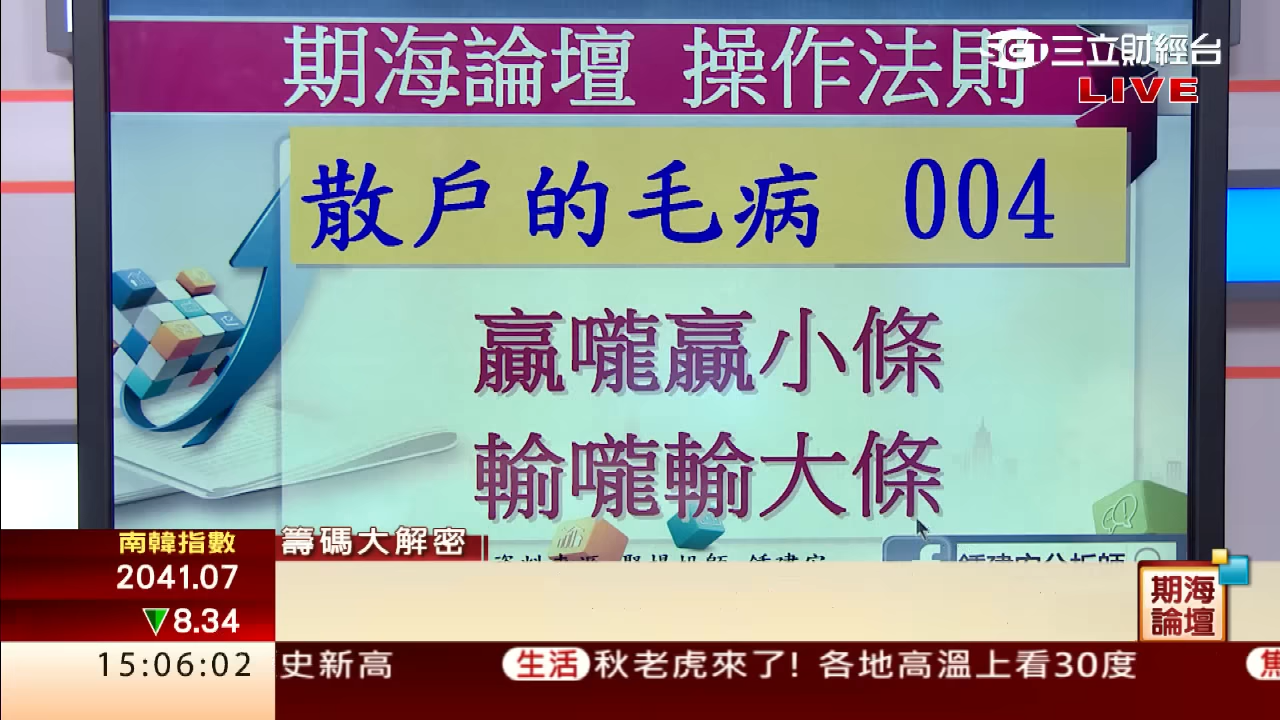 期海論壇 操作法則
SET三立財經台
LIVE
散戶的毛病 004
贏嚨贏小條
輸嚨輸大條
南韓指數
2041.07
▼8.34
籌碼大解密
期海
論壇
15:06:02
史新高 生活 秋老虎來了! 各地高溫上看30度